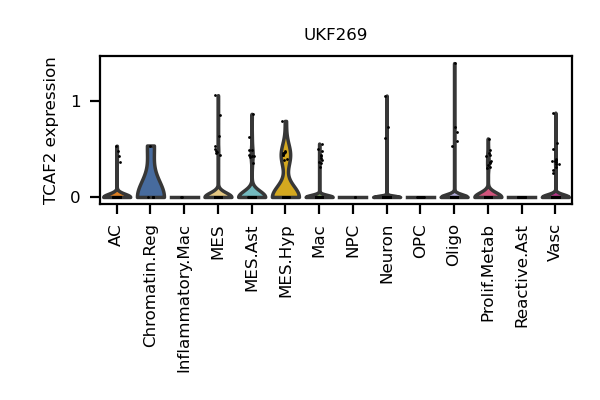 UKF269
TCAF2 expression
1
0
AC
Chromatin.Reg
Inflammatory.Mac
MES
MES.Ast
MES.Hyp
Mac
NPC
Neuron
OPC
Oligo
Prolif.Metab
Reactive.Ast
Vasc